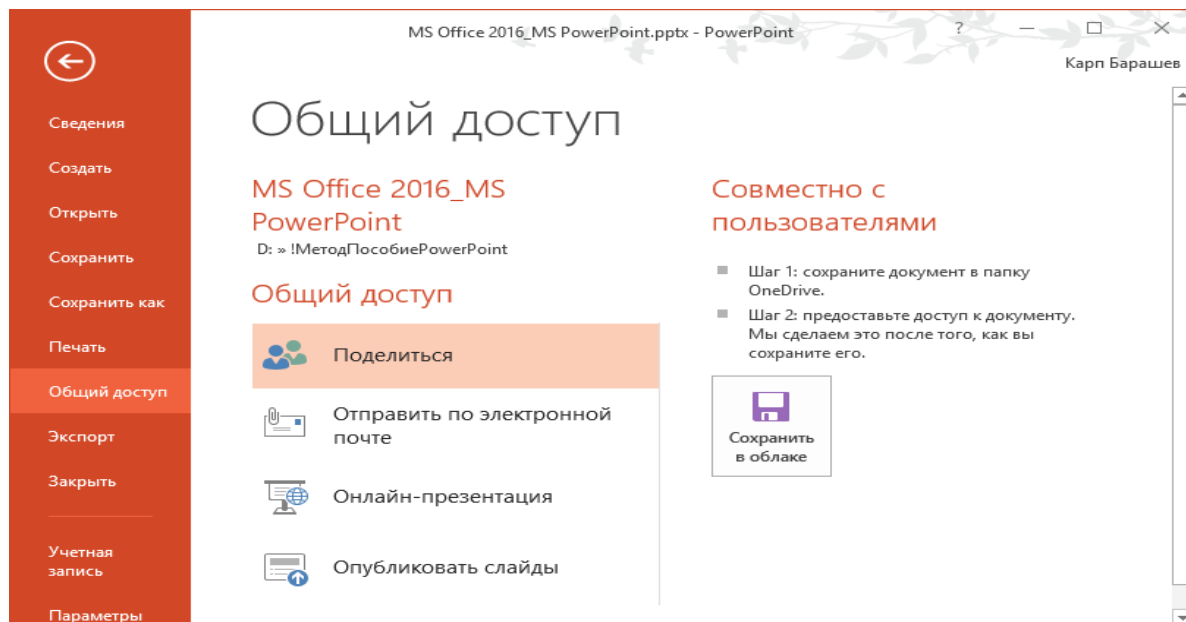 MS Office 2016_MS PowerPoint.pptx - PowerPoint
?
Карп Барашев
Сведения
Создать
Открыть
Сохранить
Сохранить как
Печать
Общий доступ
Экспорт
Закрыть
Учетная
запись
Параметры
Общий доступ
MS Office 2016_MS
PowerPoint
D: » !МетодПособиеPowerPoint
Общий доступ
Поделиться
Отправить по электронной
почте
Онлайн-презентация
Опубликовать слайды
Совместно с
пользователями
Шаг 1: сохраните документ в папку
OneDrive.
Шаг 2: предоставьте доступ к документу.
Мы сделаем это после того, как вы
сохраните его.
Сохранить
в облаке